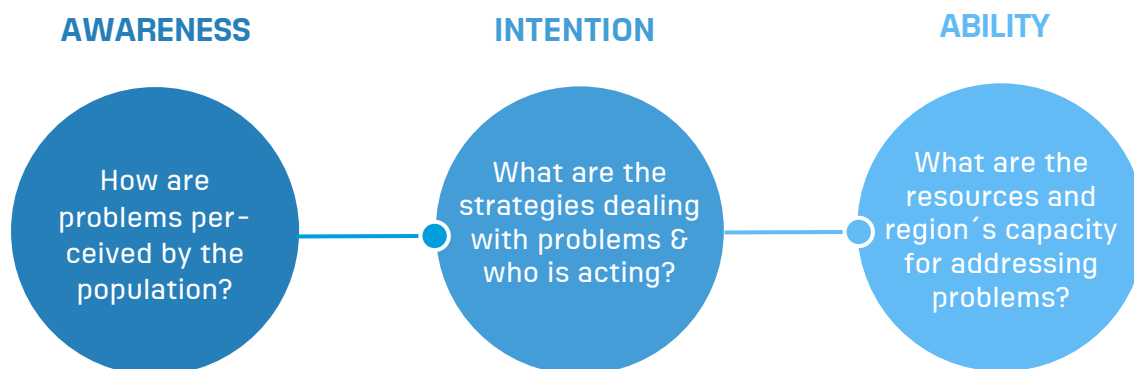 AWARENESS
INTENTION
ABILITY
How are
problems per-
ceived by the
population?
What are the
strategies dealing
with problems &
who is acting?
What are the
resources and
region´s capacity
for addressing
problems?